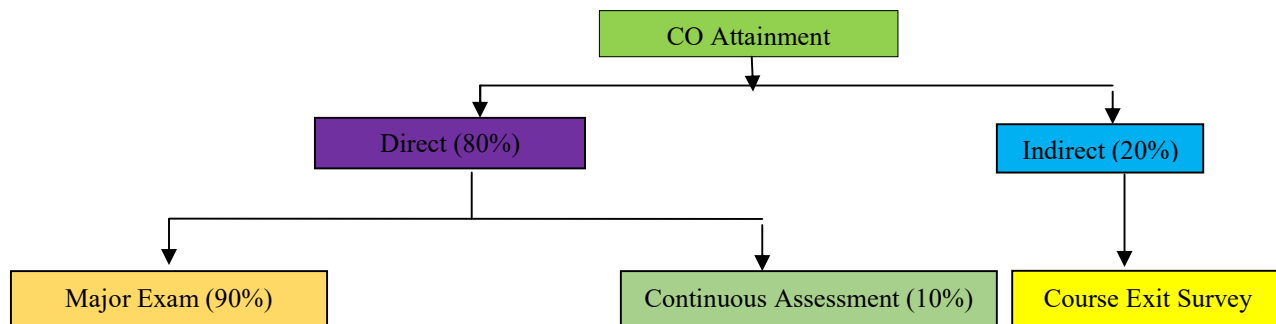 CO Attainment
Direct (80%)
Indirect (20%)
Major Exam (90%)
Continuous Assessment (10%)
Course Exit Survey